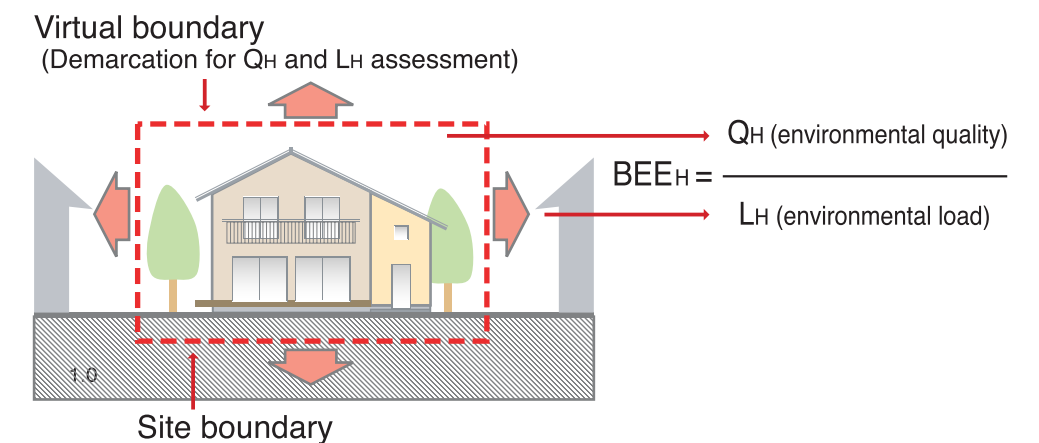 Virtual boundary
(Demarcation for QH and LH assessment)
QH (environmental quality)
BEEH =
LH (environmental load)
1.0
Site boundary